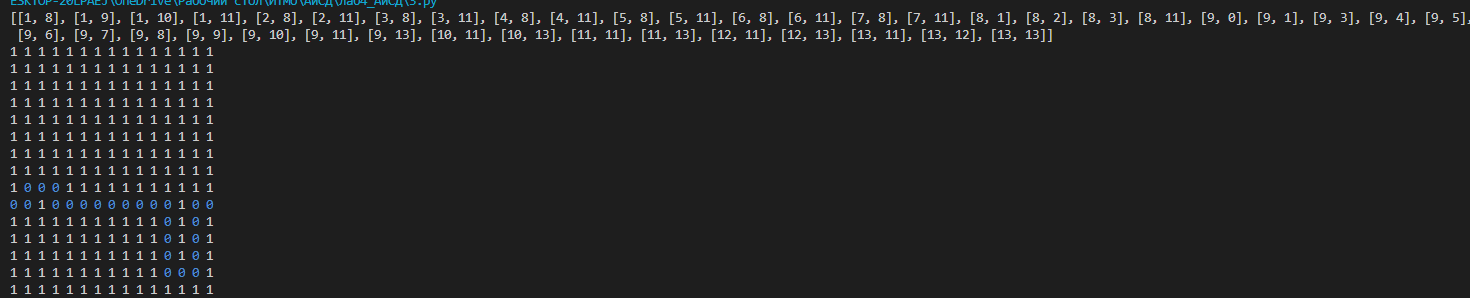 ESKTOP-20LPAEJ\OneDrive\Рабочий стол\ИТМО\АИСД\Лаб4_АИСД\3.py
[[1, 8], [1, 9], [1, 10], [1, 11], [2, 8], [2, 11], [3, 8], [3, 11], [4, 8], [4, 11], [5, 8], [5, 11], [6, 8], [6, 11], [7, 8], [7, 11], [8, 1], [8, 2], [8, 3], [8, 11], [9, 0], [9, 1], [9, 3], [9, 4], [9, 5],
[9, 6], [9, 7], [9, 8], [9, 9], [9, 10], [9, 11], [9, 13], [10, 11], [10, 13], [11, 11], [11, 13], [12, 11], [12, 13], [13, 11], [13, 12], [13, 13]]
1 1 1 1 1 1 1 1 1 1 1 1 1 1 1
1 1 1 1 1 1 1 1 1 1 1 1 1 1 1
1 1 1 1 1 1 1 1 1 1 1 1 1 1 1
1 1 1 1 1 1 1 1 1 1 1 1 1 1 1
1 1 1 1 1 1 1 1 1 1 1 1 1 1 1
1 1 1 1 1 1 1 1 1 1 1 1 1 1 1
1 1 1 1 1 1 1 1 1 1 1 1 1 1 1
1 1 1 1 1 1 1 1 1 1 1 1 1 1 1
1 0 0 0 1 1 1 1 1 1 1 1 1 1 1
0 0 1 0 0 0 0 0 0 0 0 0 1 0 0
1 1 1 1 1 1 1 1 1 1 1 0 1 0 1
1 1 1 1 1 1 1 1 1 1 1 0 1 0 1
1 1 1 1 1 1 1 1 1 1 1 0 1 0 1
1 1 1 1 1 1 1 1 1 1 1 0 0 0 1
1 1 1 1 1 1 1 1 1 1 1 1 1 1 1